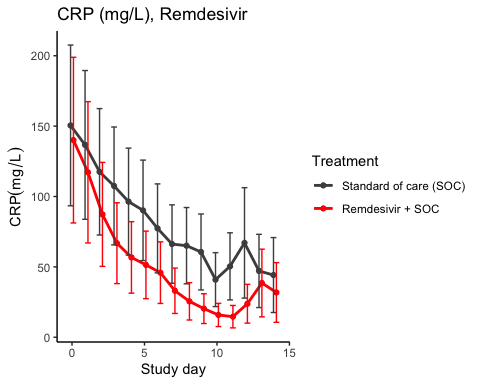 CRP (mg/L), Remdesivir
CRP(mg/L)
200
150
100
50
0
0 5 10 15
Study day
Treatment
Standard of care (SOC)
Remdesivir + SOC